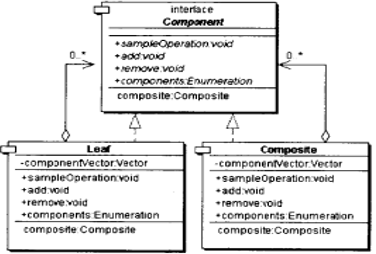 interface
Component
+sampleOperation:void
+add:void
+remove:void
+components:Enumeration
composite:Composite
0..*
0..*
Leaf
-componentVector:Vector
+sampleOperation:void
+add:void
+remove:void
+components:Enumeration
composite:Composite
Composite
-componentVector:Vector
+sampleOperation:void
+add:void
+remove:void
+components:Enumeration
composite:Composite